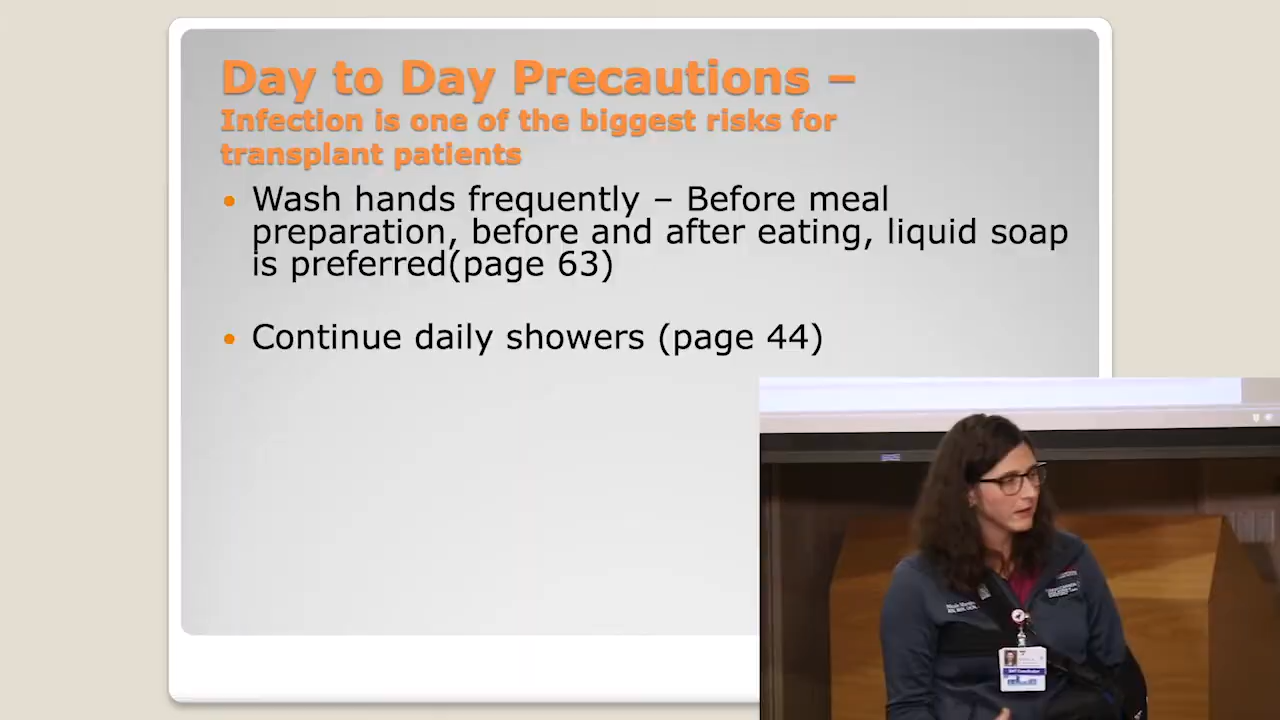 Day to Day Precautions –
Infection is one of the biggest risks for
transplant patients
• Wash hands frequently – Before meal
preparation, before and after eating, liquid soap
is preferred(page 63)
• Continue daily showers (page 44)